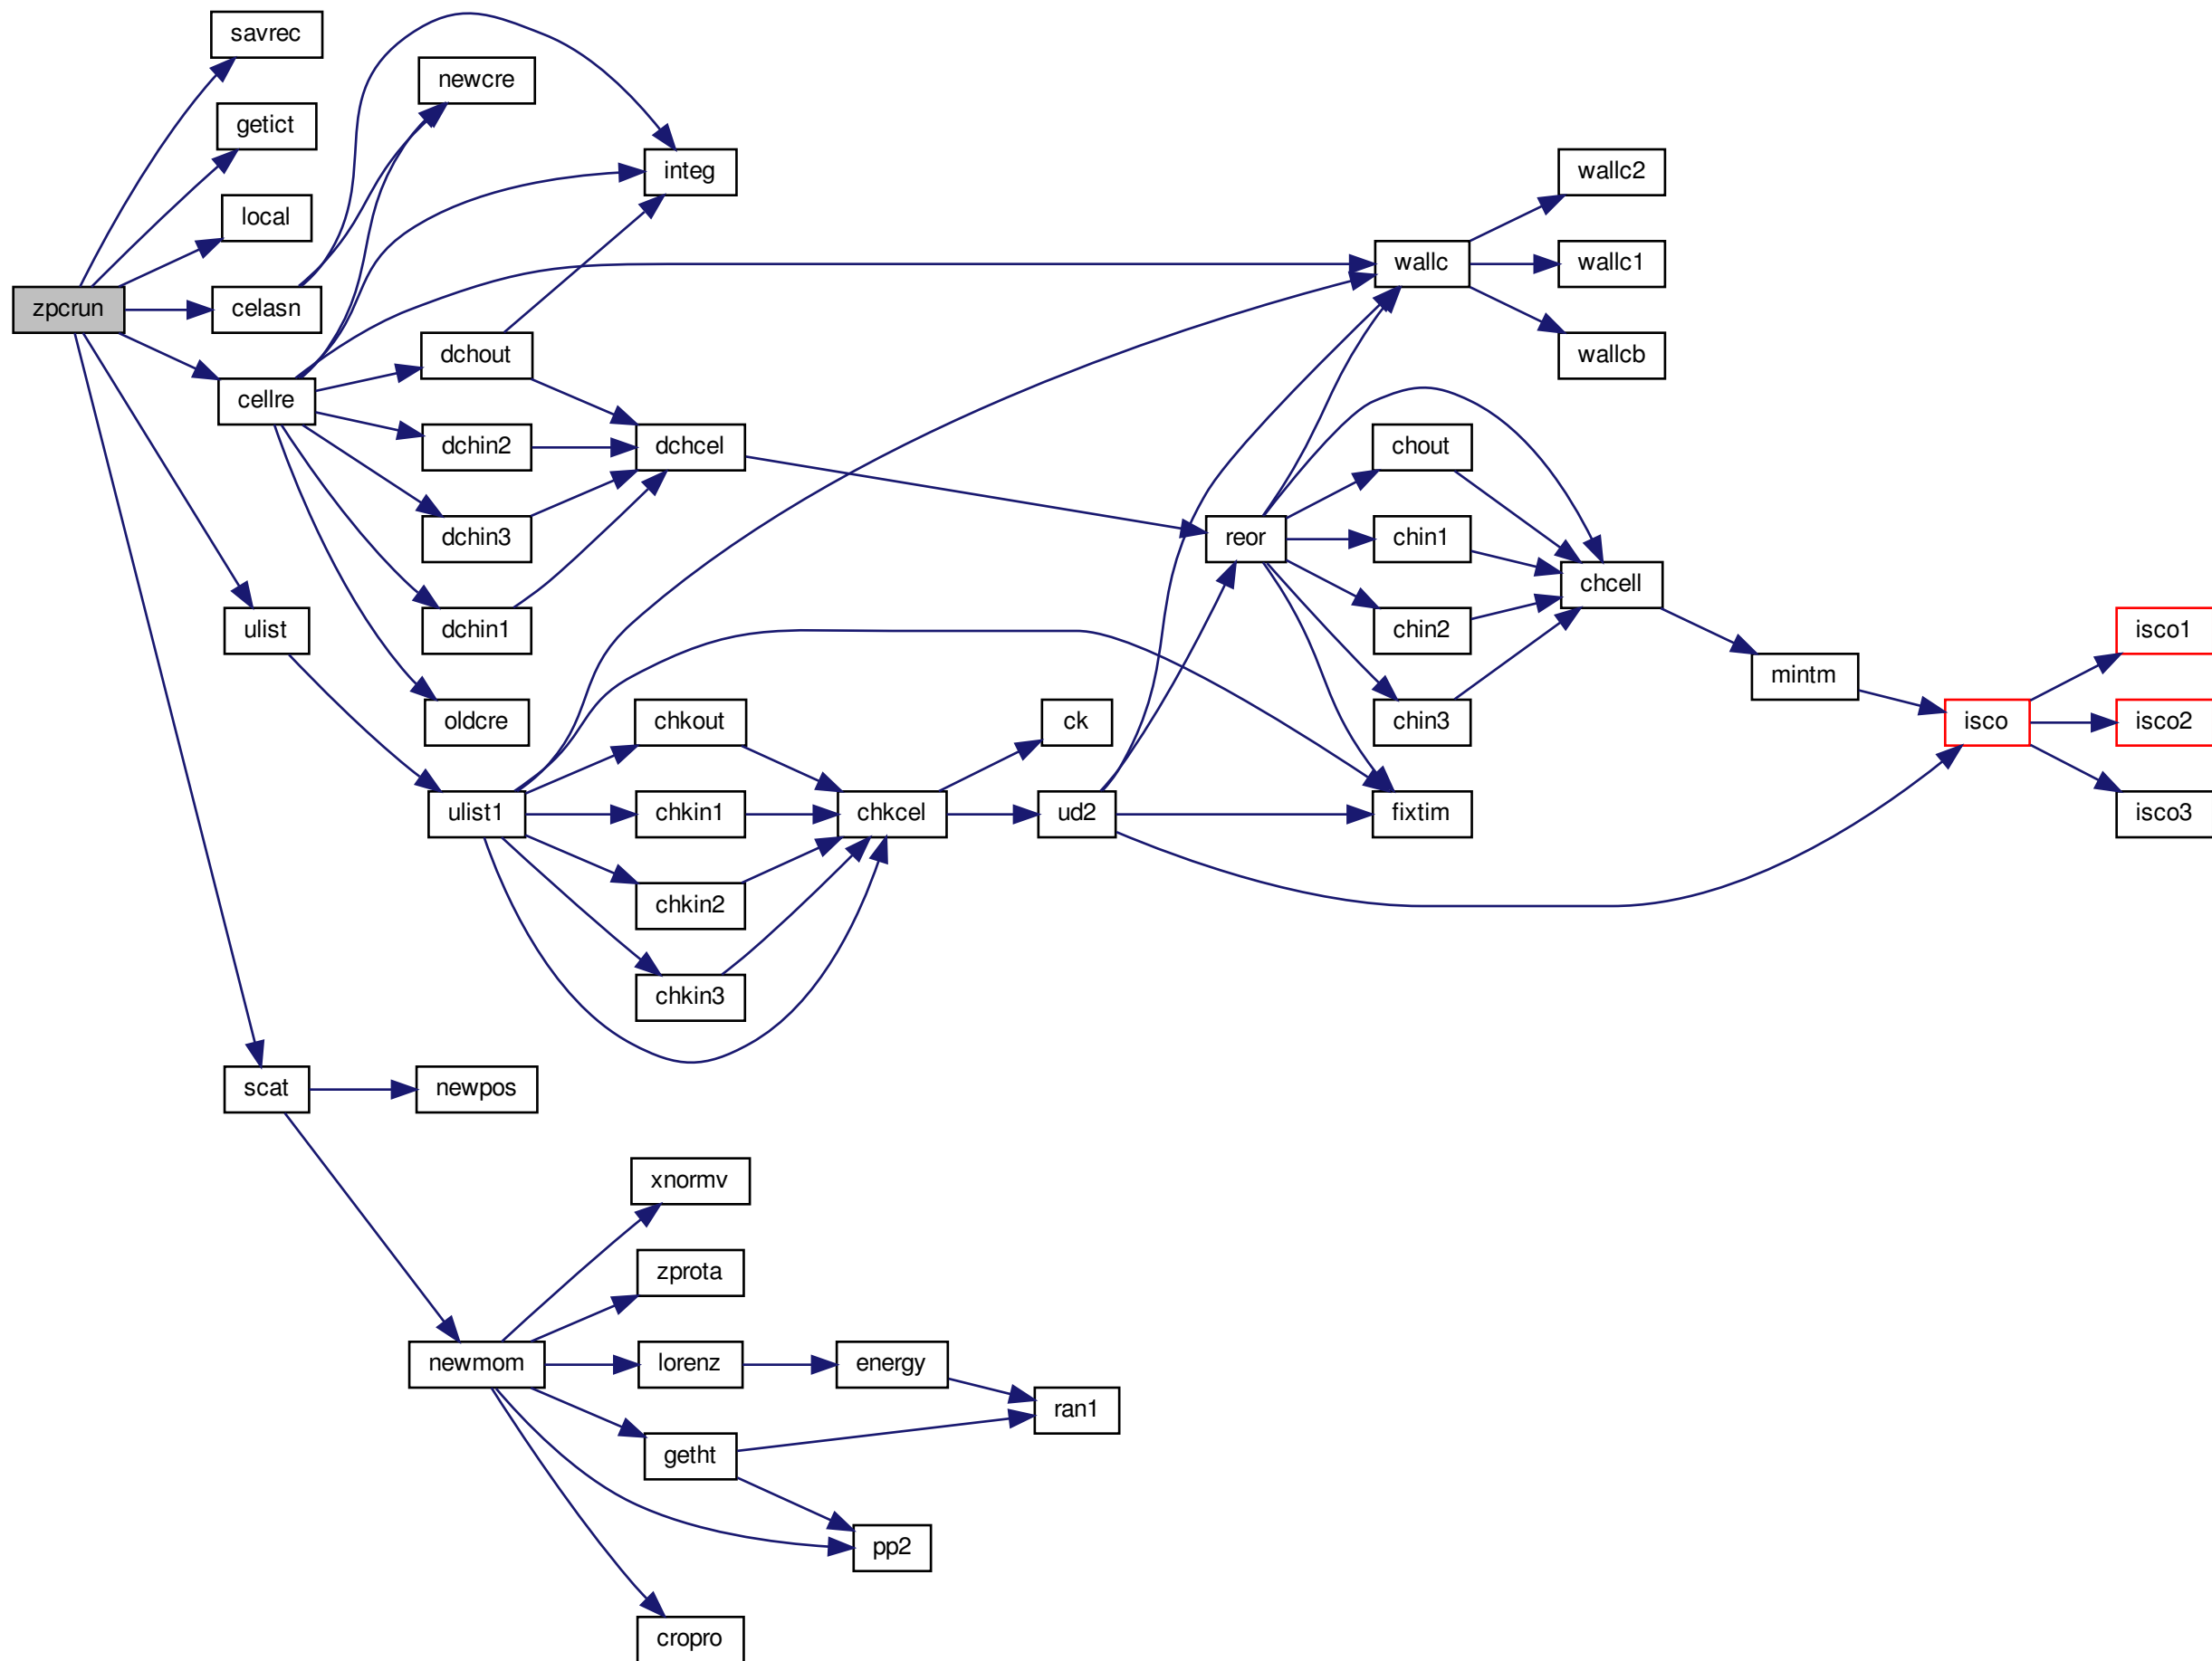 savrec
newcre
getict
integ
wallc2
local
wallc
wallc1
zpcrun
celasn
dchout
wallcb
cellre
dchin2
dchcel
chout
dchin3
reor
chin1
chcell
ulist
dchin1
chin2
isco1
mintm
oldcre
chkout
ck
chin3
isco
isco2
ulist1
chkin1
chkcel
ud2
fixtim
isco3
chkin2
chkin3
scat
newpos
xnormv
zprota
newmom
lorenz
energy
ran1
getht
pp2
cropro